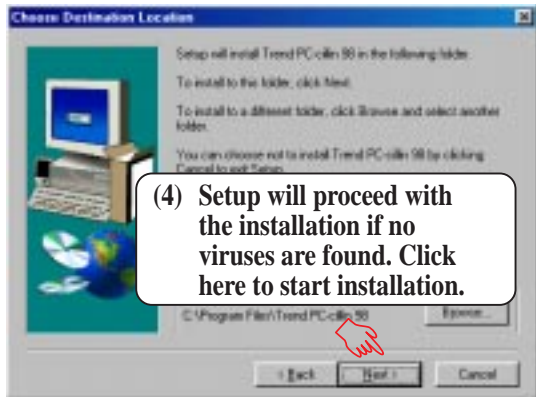 Choose Destination Location
Setup will install Trend PC-cillin 98 in the following folder.
To install to this folder, click Next.
To install to a different folder, click Browse and select another
folder.
You can choose not to install Trend PC-cillin 98 by clicking
Cancel to exit Setup.
(4) Setup will proceed with
the installation if no
viruses are found. Click
here to start installation.
C:\Program Files\Trend PC-cillin 98
Browse...
< Back
Next >
Cancel